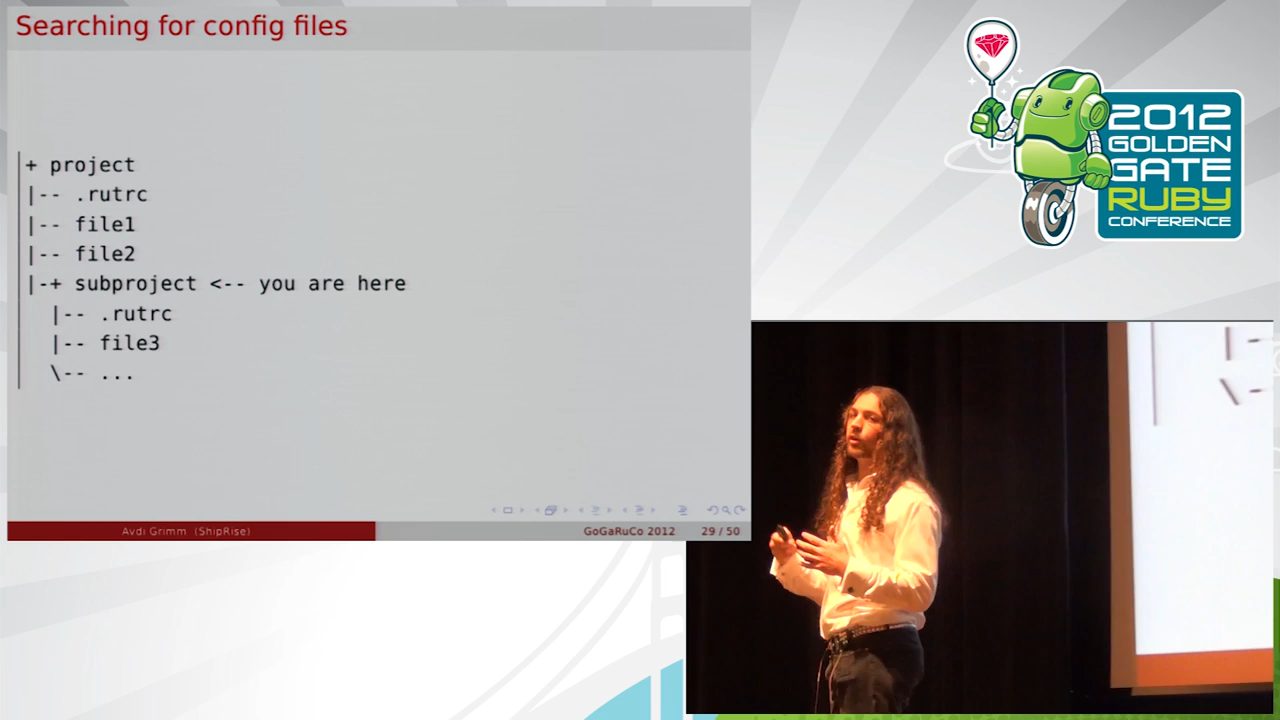 Searching for config files
+ project
|-- .rutrc
|-- file1
|-- file2
|-+ subproject <-- you are here
|-- .rutrc
|-- file3
\-- ...
Avdi Grimm (ShipRise)
GoGaRuCo 2012
29 / 50
2012
GOLDEN
GATE
RUBY
CONFERENCE